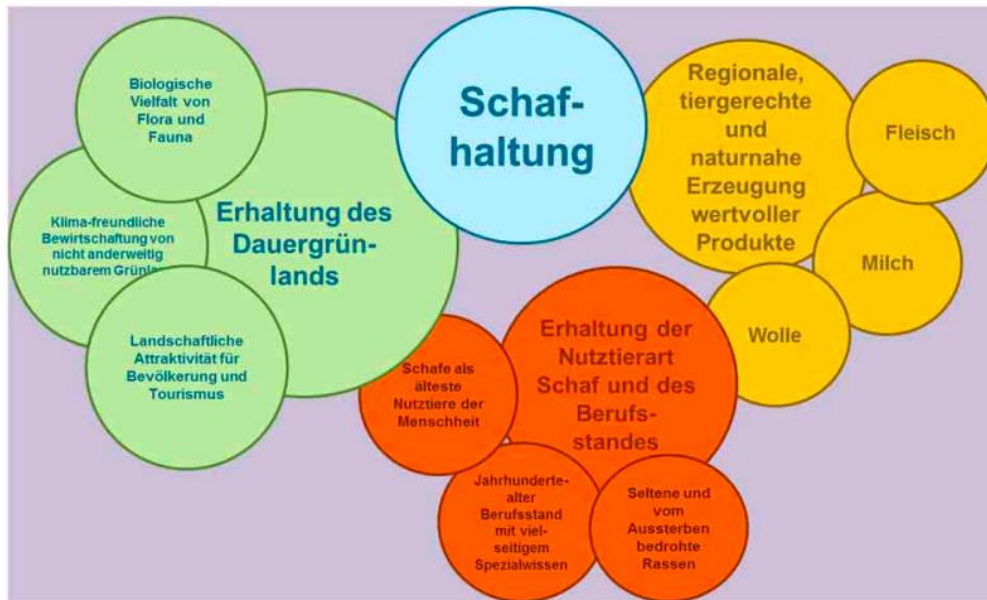 Schaf-
haltung
Biologische
Vielfalt von
Flora und
Fauna
Klima-freundliche
Bewirtschaftung von
nicht anderweitig
nutzbarem
Landschaftliche
Attraktivität für
Bevölkerung und
Tourismus
Erhaltung des
Dauergrün-
lands
Regionale,
tiergerechte
und
naturnahe
Erzeugung
wertvoller
Produkte
Fleisch
Milch
Wolle
Erhaltung der
Nutztierart
Schaf und des
Berufs-
standes
Schafe als
älteste
Nutztiere der
Menschheit
Jahrhunderte-
alter
Berufsstand
mit viel-
seitigem
Spezialwissen
Seltene und
vom
Aussterben
bedrohte
Rassen